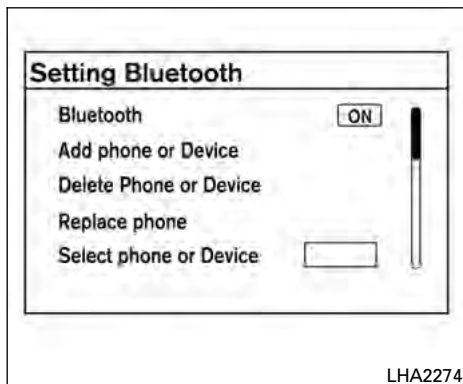 Setting Bluetooth
Bluetooth ON
Add phone or Device
Delete Phone or Device
Replace phone
Select phone or Device
LHA2274